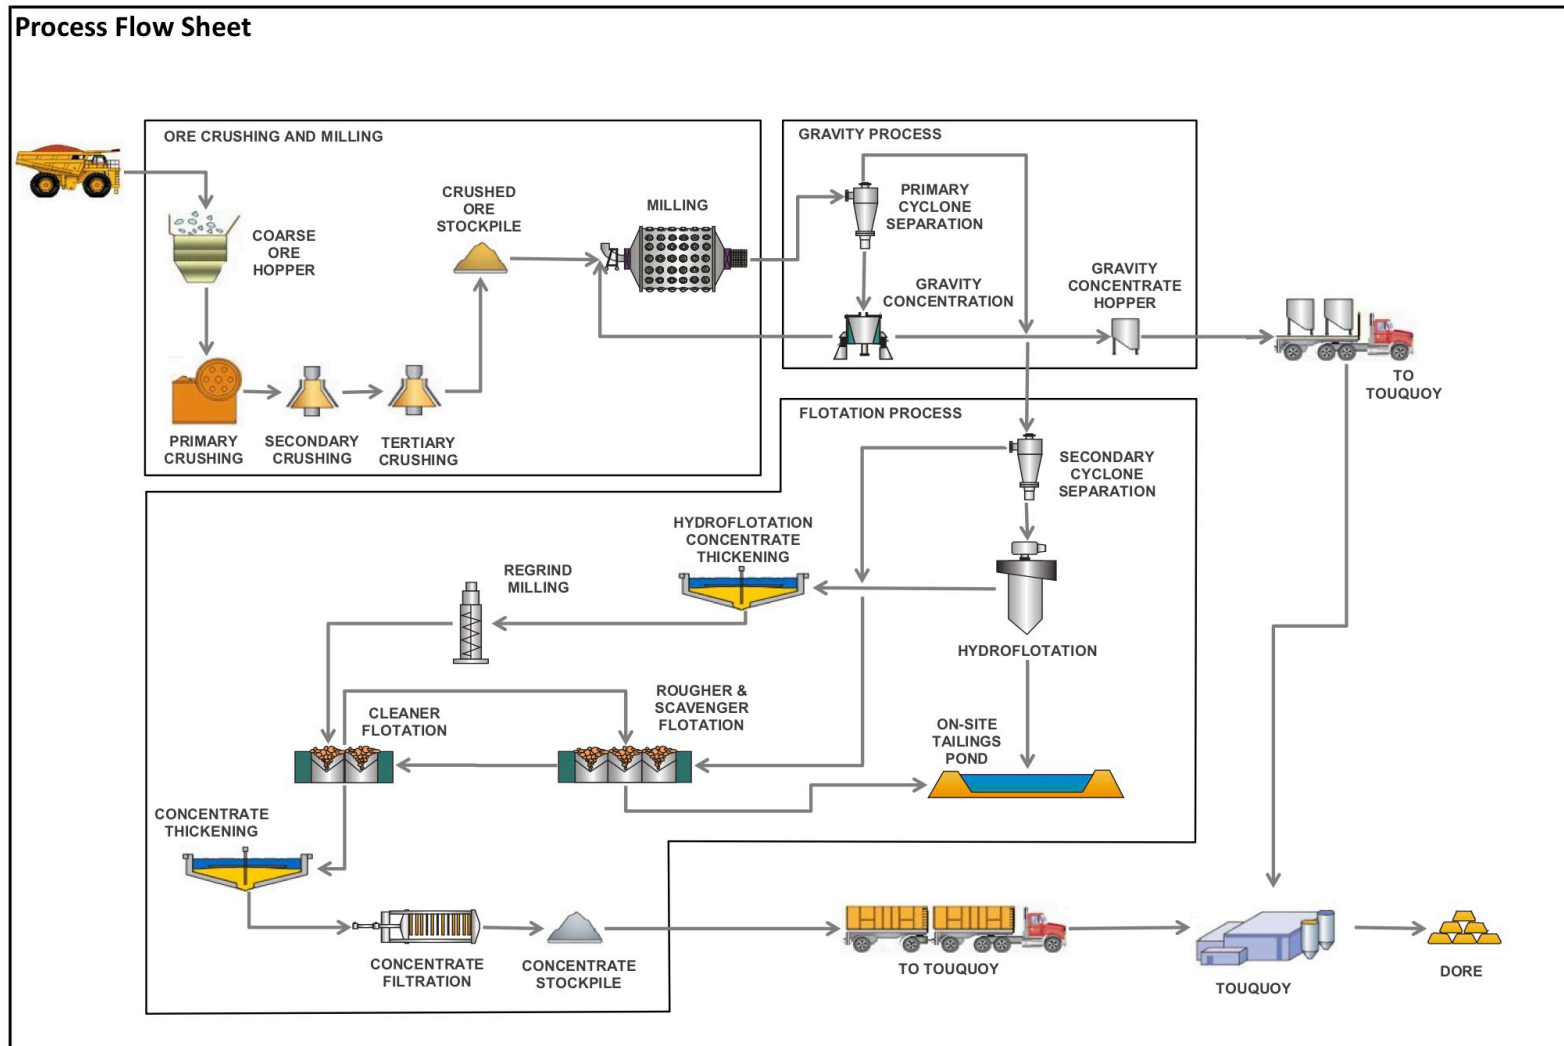 Process Flow Sheet
ORE CRUSHING AND MILLING
COARSE
ORE
HOPPER
PRIMARY
CRUSHING
SECONDARY
CRUSHING
TERTIARY
CRUSHING
CRUSHED
ORE
STOCKPILE
MILLING
GRAVITY PROCESS
PRIMARY
CYCLONE
SEPARATION
GRAVITY
CONCENTRATION
GRAVITY
CONCENTRATE
HOPPER
TO
TOUQUOY
FLOTATION PROCESS
SECONDARY
CYCLONE
SEPARATION
HYDROFLOTATION
CONCENTRATE
THICKENING
REGRIND
MILLING
HYDROFLOTATION
ROUGHER &
SCAVENGER
FLOTATION
CLEANER
FLOTATION
ON-SITE
TAILINGS
POND
CONCENTRATE
THICKENING
CONCENTRATE
FILTRATION
CONCENTRATE
STOCKPILE
TO TOUQUOY
TOUQUOY
DORE